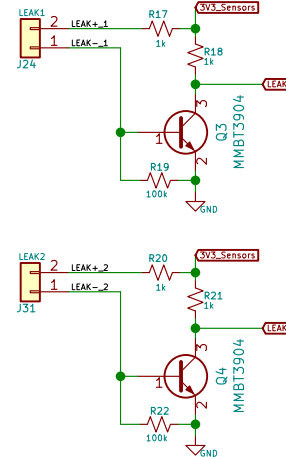 LEAK1
R17
3V3_Sensors
2
LEAK+_1
1k
1
LEAK-_1
R18
1k
J24
LEAK
3
1
Q3
MMBT3904
2
R19
100k
GND
LEAK2
R20
3V3_Sensors
2
LEAK+_2
1k
1
LEAK-_2
R21
1k
J31
LEAK
3
1
Q4
MMBT3904
2
R22
100k
GND